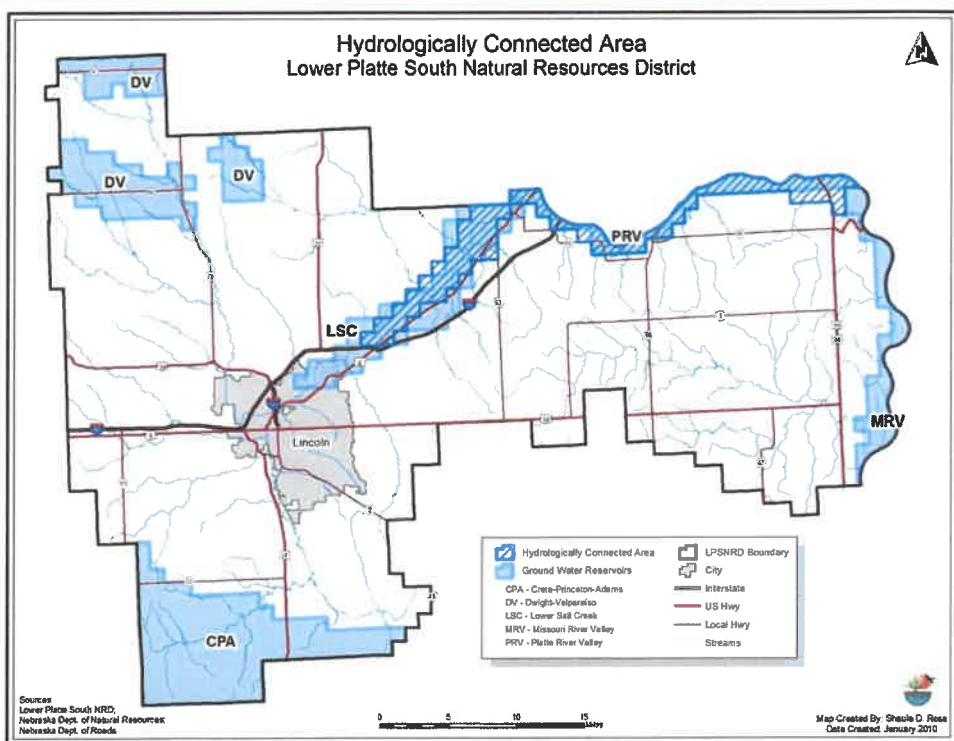 Hydrologically Connected Area
Lower Platte South Natural Resources District
N
DV
DV
DV
PRV
LSC
MRV
Lincoln
CPA
Hydrologically Connected Area
Ground Water Reservoirs
CPA - Crete-Princeton-Adams
DV - Dwight-Valparaiso
LSC - Lower Salt Creek
MRV - Missouri River Valley
PRV - Platte River Valley
LPSNRD Boundary
City
Interstate
US Hwy
Local Hwy
Streams
Sources
Lower Platte South NRD;
Nebraska Dept. of Natural Resources;
Nebraska Dept. of Roads
0 5 10 15
Miles
Map Created By: Shaula D. Ross
Date Created: January 2010